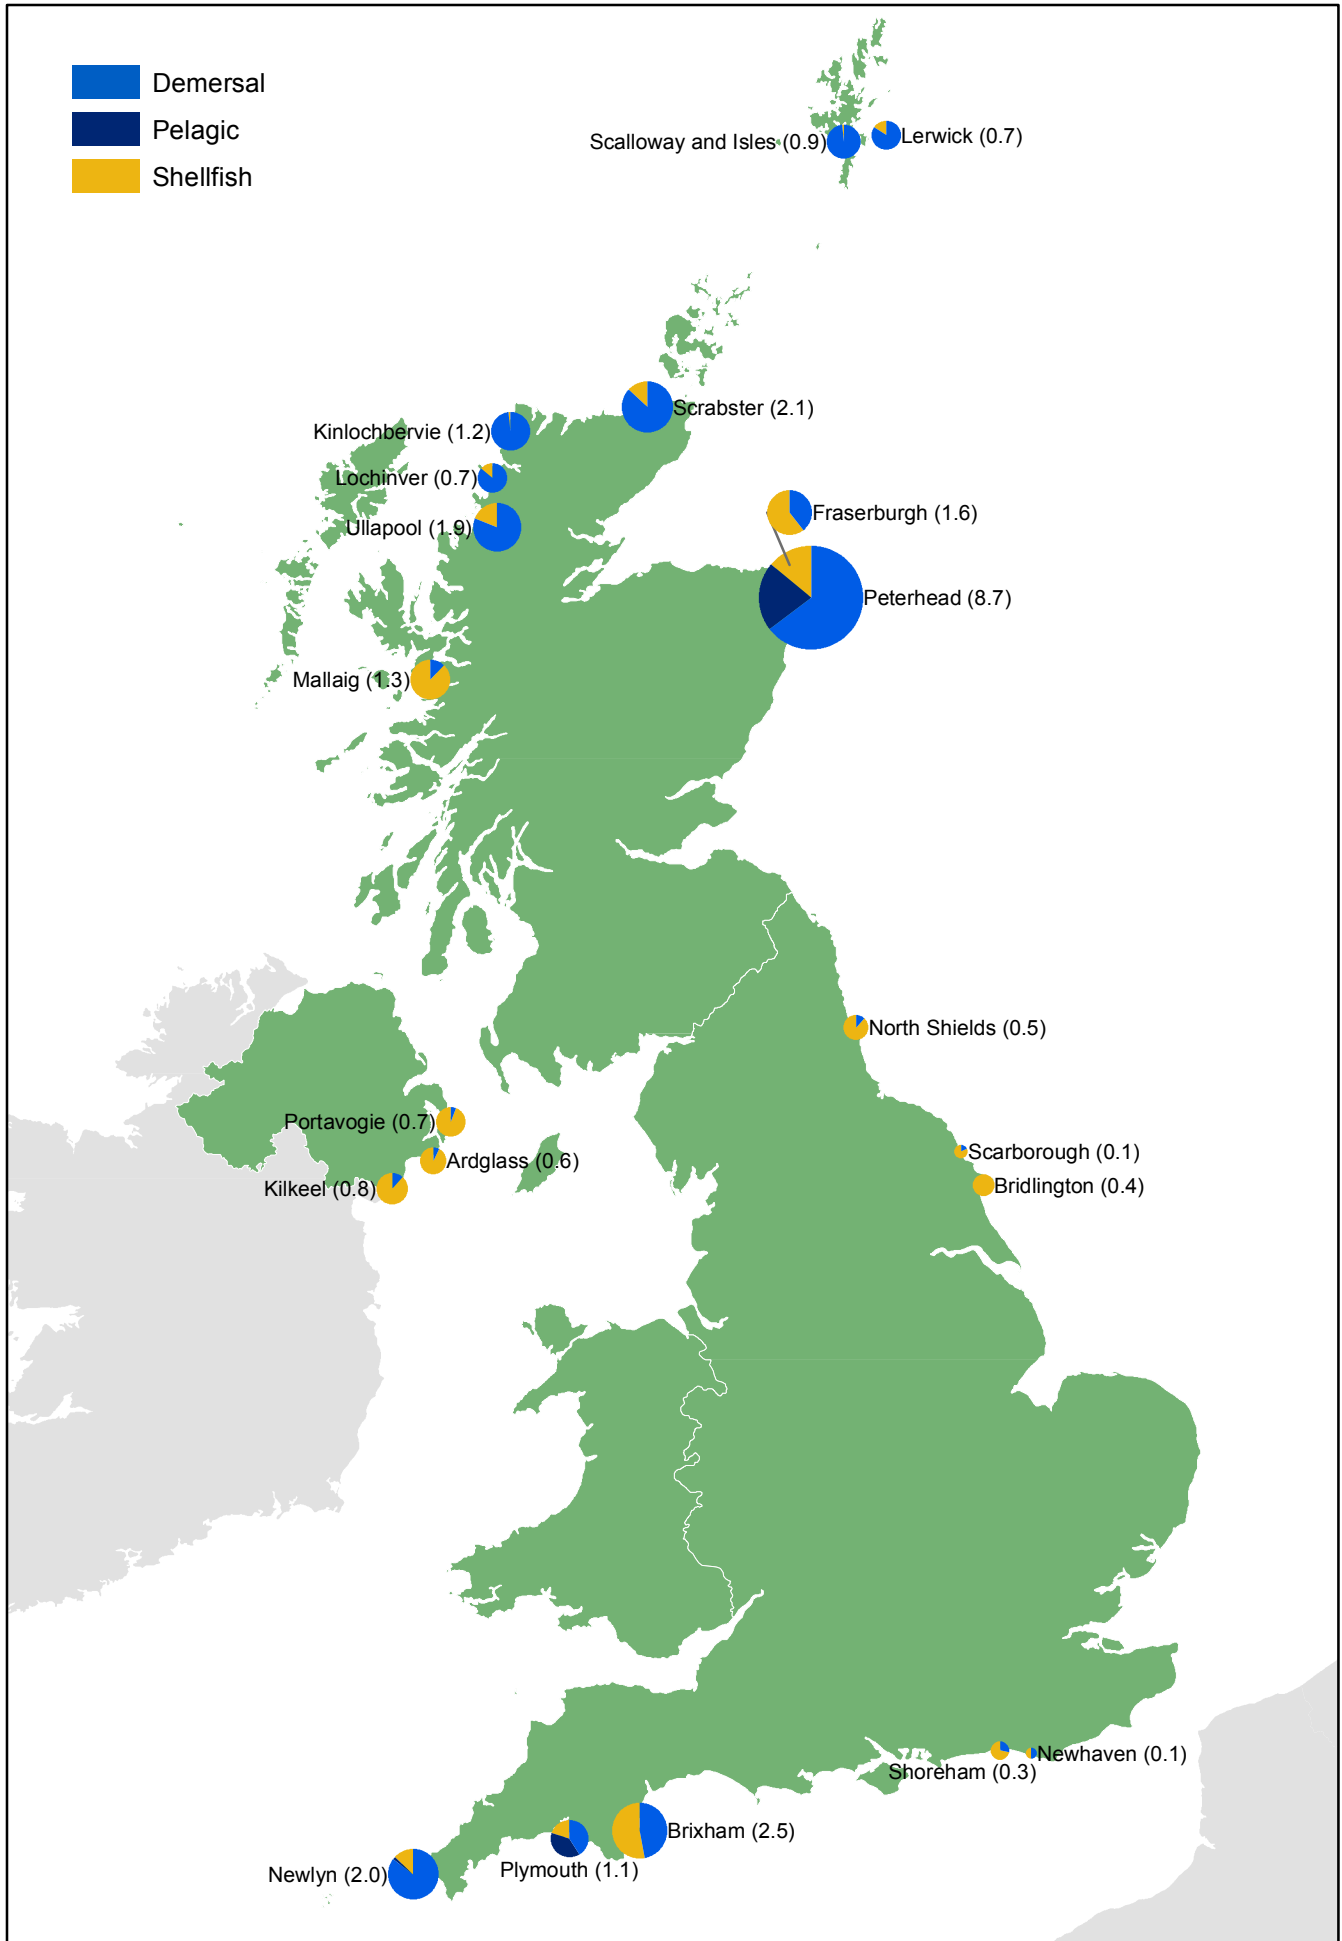 Demersal
Pelagic
Shellfish
Scalloway and Isles (0.9)
Lerwick (0.7)
Scrabster (2.1)
Kinlochbervie (1.2)
Lochinver (0.7)
Fraserburgh (1.6)
Ullapool (1.9)
Peterhead (8.7)
Mallaig (1.3)
North Shields (0.5)
Portavogie (0.7)
Scarborough (0.1)
Ardglass (0.6)
Kilkeel (0.8)
Bridlington (0.4)
Newhaven (0.1)
Shoreham (0.3)
Brixham (2.5)
Plymouth (1.1)
Newlyn (2.0)